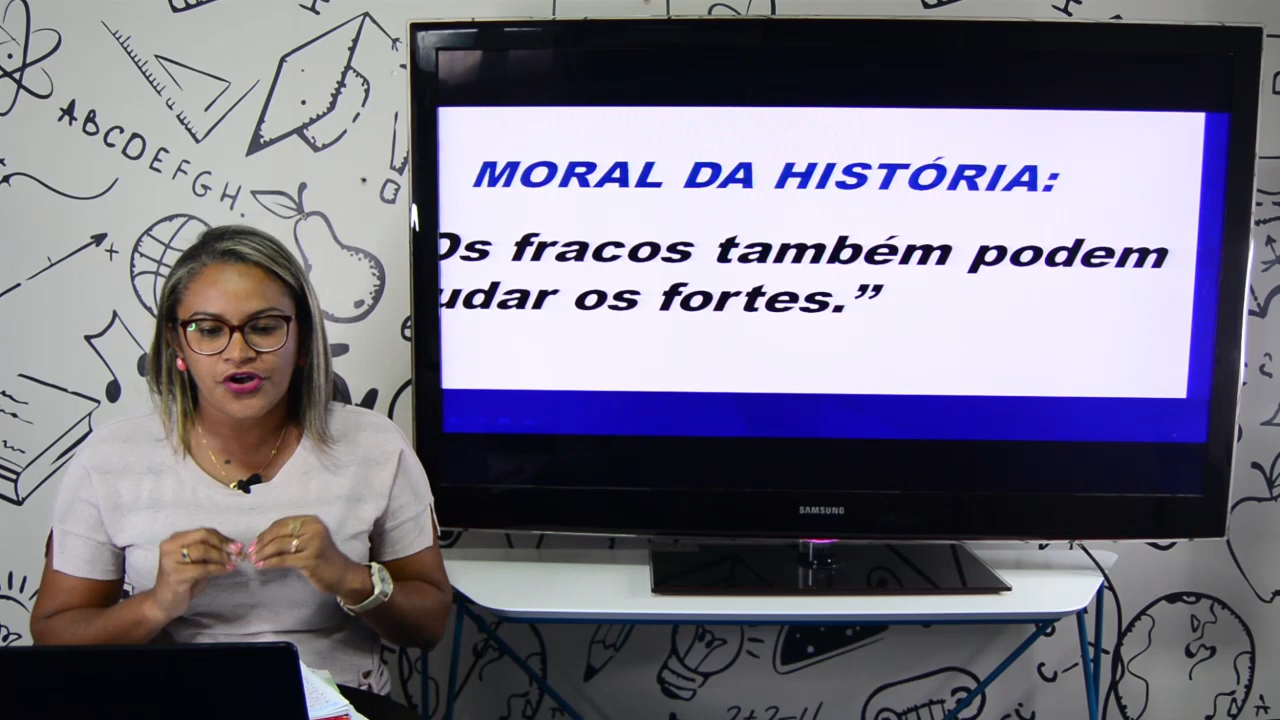 ABCDEFGH.
MORAL DA HISTÓRIA:
Os fracos também podem
udar os fortes.”
SAMSUNG